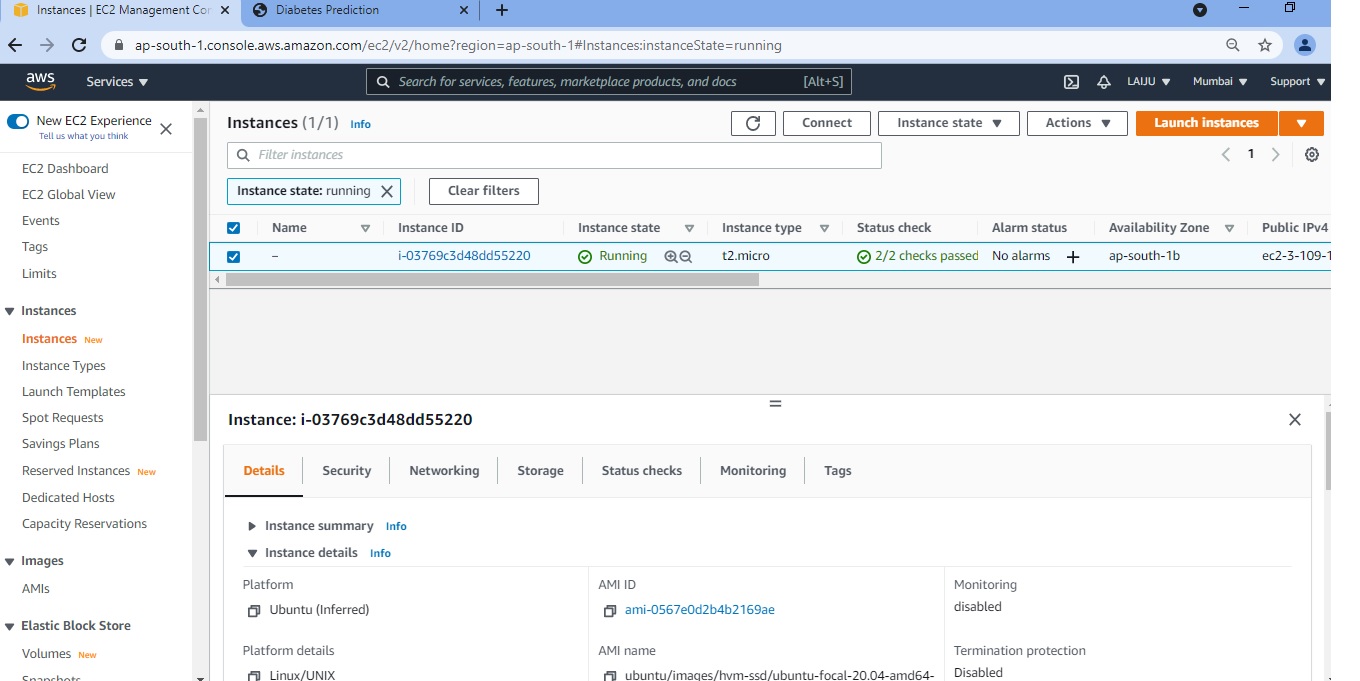 Instances | EC2 Management Co
Diabetes Prediction
ap-south-1.console.aws.amazon.com/ec2/v2/home?region=ap-south-1#Instances:instanceState=running
aws
Services
Search for services, features, marketplace products, and docs [Alt+S]
LAIJU
Mumbai
Support
New EC2 Experience
Tell us what you think
EC2 Dashboard
EC2 Global View
Events
Tags
Limits
Instances
Instances New
Instance Types
Launch Templates
Spot Requests
Savings Plans
Reserved Instances New
Dedicated Hosts
Capacity Reservations
Images
AMIs
Elastic Block Store
Volumes New
Snapshots
Instances (1/1) Info
Connect
Instance state
Actions
Launch instances
Filter instances
1
Instance state: running
Clear filters
Name Instance ID Instance state Instance type Status check Alarm status Availability Zone Public IPv4
– i-03769c3d48dd55220 Running t2.micro 2/2 checks passed No alarms + ap-south-1b ec2-3-109-1
Instance: i-03769c3d48dd55220
Details Security Networking Storage Status checks Monitoring Tags
Instance summary Info
Instance details Info
Platform
Ubuntu (Inferred)
AMI ID
ami-0567e0d2b4b2169ae
Monitoring
disabled
Platform details
Linux/UNIX
AMI name
ubuntu/images/hvm-ssd/ubuntu-focal-20.04-amd64-
Termination protection
Disabled